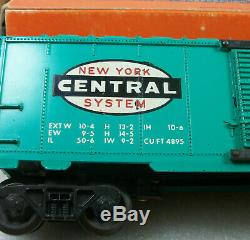 NEW YORK
CENTRAL
SYSTEM
EXT W 10-4 H 13-2 IH 10-6
EW 9-5 H 14-5
IL 50-6 IW 9-2 CU FT 4895